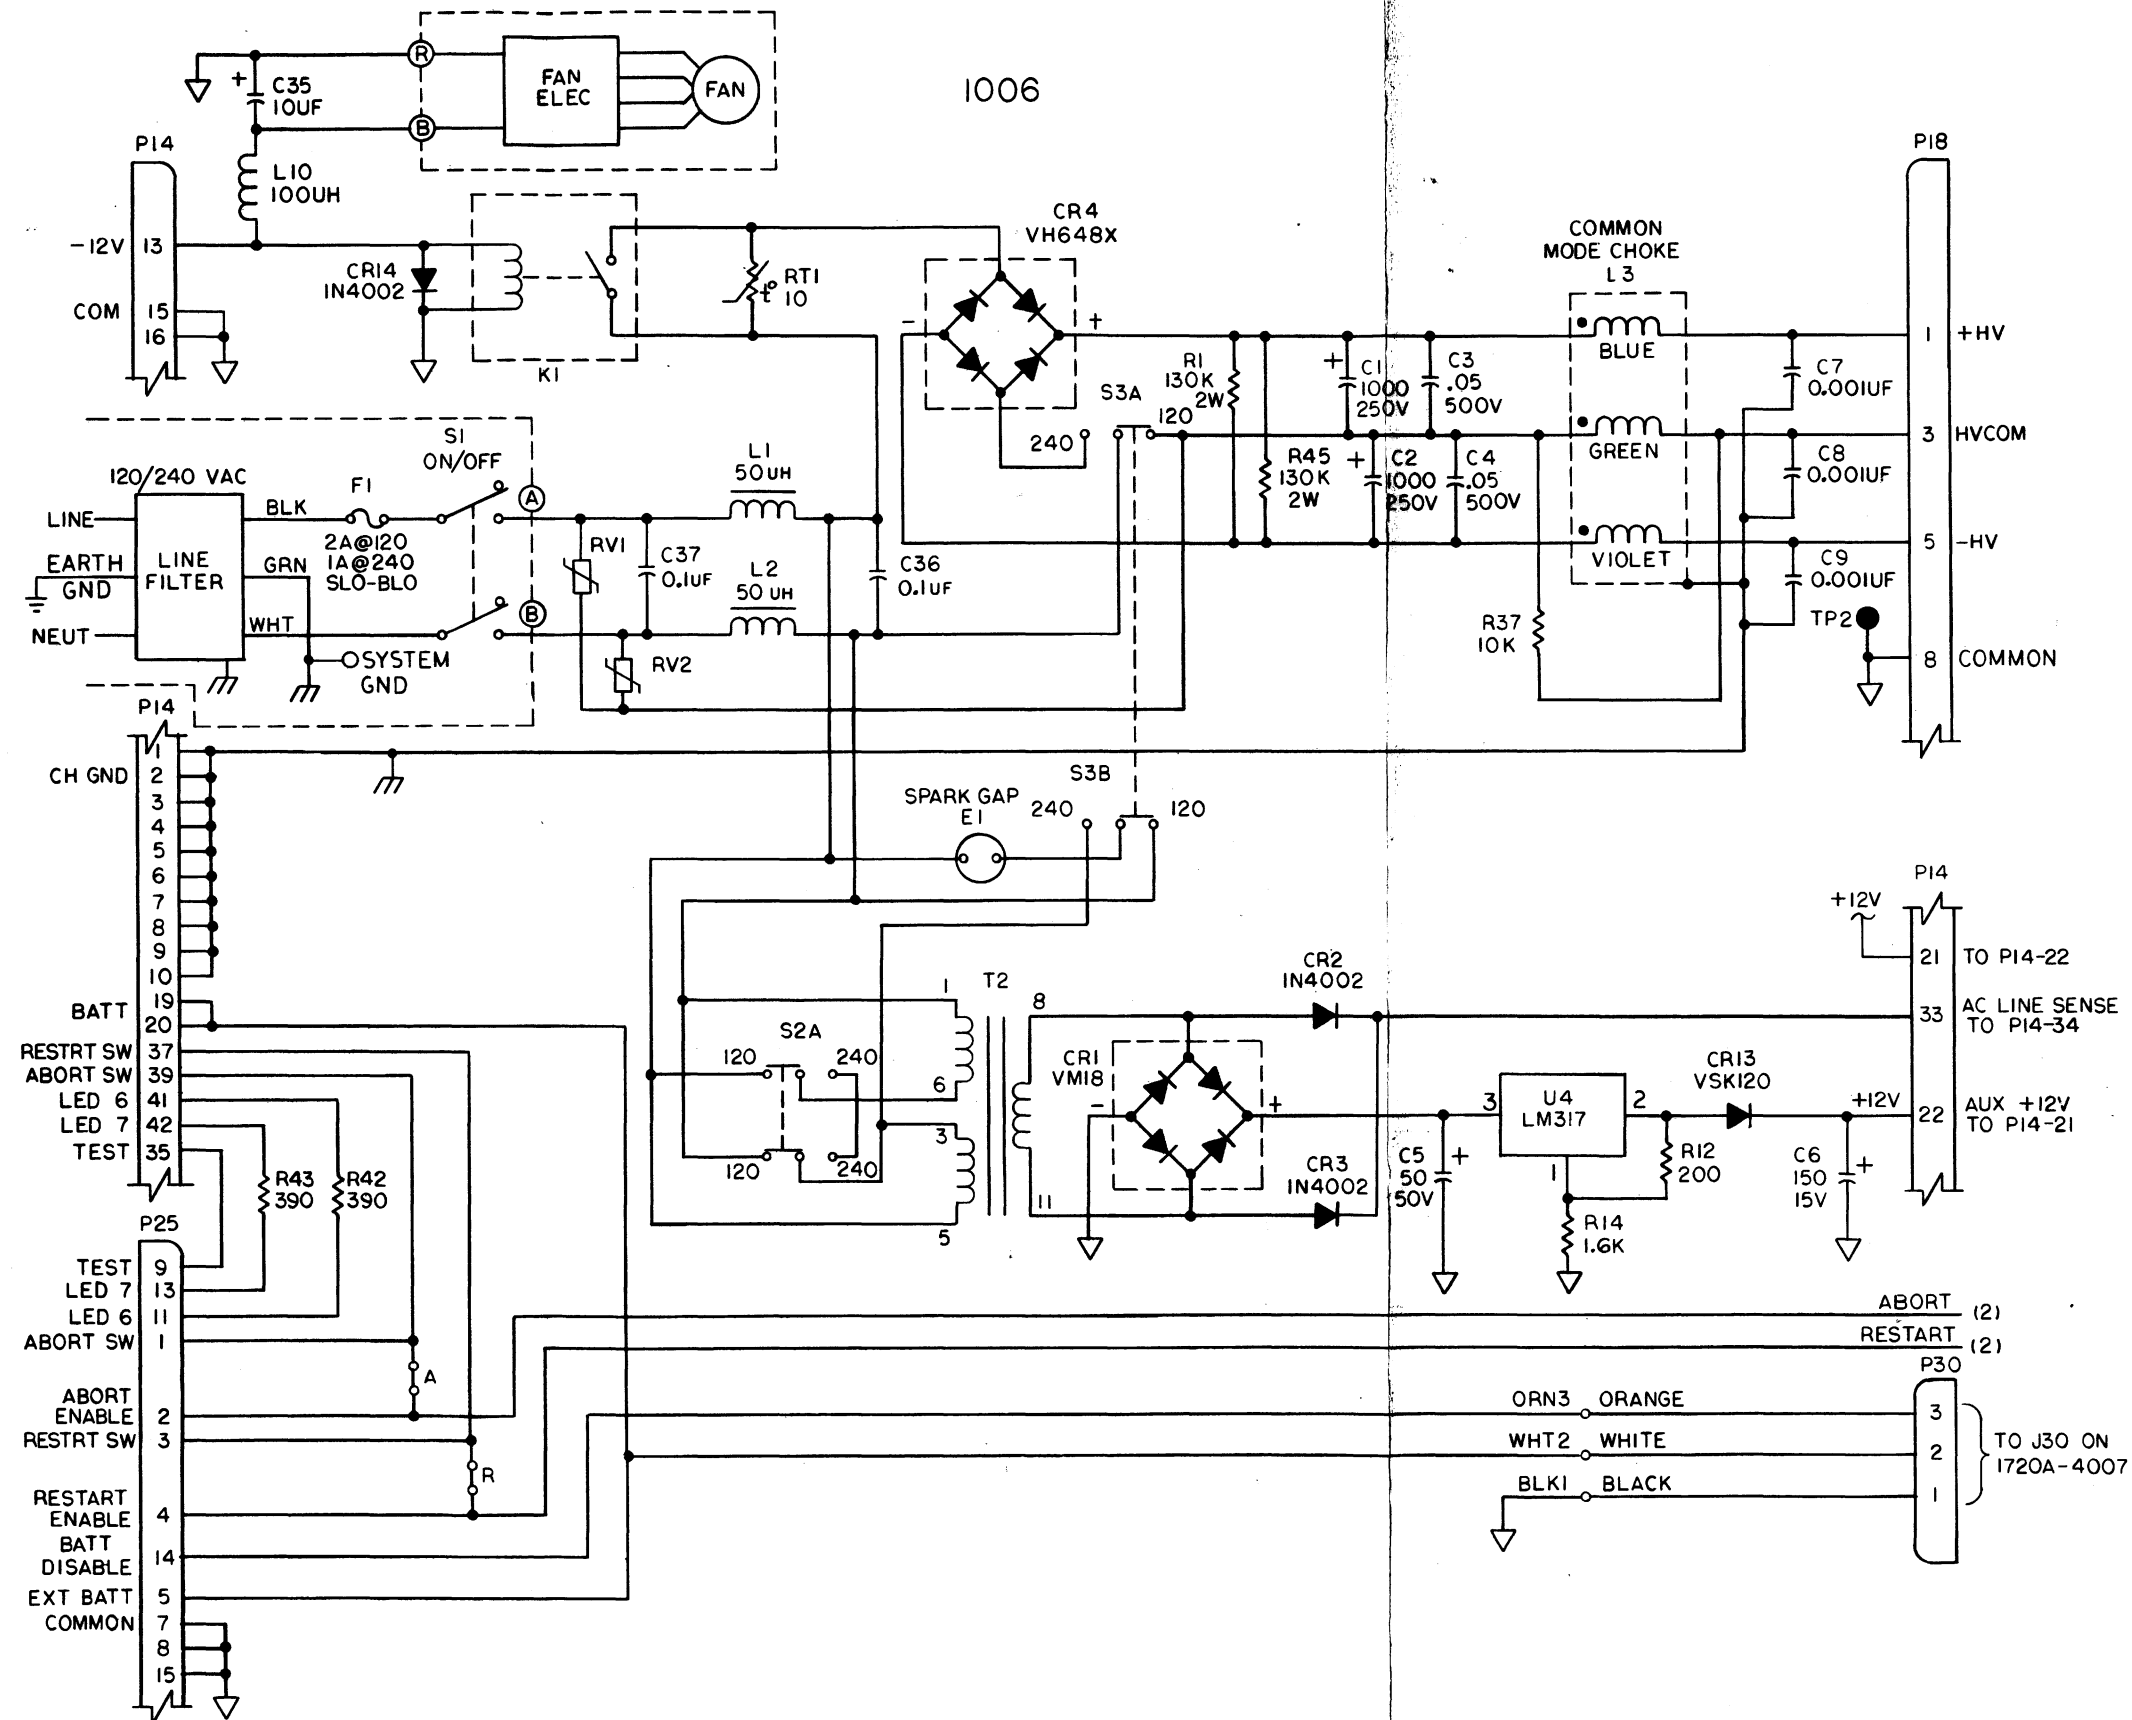 1006
R
B
C35
10UF
+
FAN
ELEC
FAN
P14
L10
100UH
-12V 13
COM 15
16
CR14
1N4002
K1
RT1
10
t°
CR4
VH648X
-
+
COMMON
MODE CHOKE
L3
BLUE
GREEN
VIOLET
P18
1 +HV
3 HVCOM
5 -HV
8 COMMON
TP2
C7
0.001UF
C8
0.001UF
C9
0.001UF
R1
130K
2W
R45
130K
2W
+
C1
1000
250V
C3
.05
500V
+
C2
1000
250V
C4
.05
500V
R37
10K
S3A
120
240
S1
ON/OFF
120/240 VAC
F1
LINE
EARTH
GND
NEUT
LINE
FILTER
BLK
GRN
WHT
2A@120
1A@240
SLO-BLO
A
B
SYSTEM
GND
RV1
RV2
C37
0.1UF
L1
50UH
L2
50UH
C36
0.1UF
P14
1
CH GND 2
3
4
5
6
7
8
9
10
19
BATT
20
RESTRT SW 37
ABORT SW 39
LED 6 41
LED 7 42
TEST 35
R43
390
R42
390
SPARK GAP
E1
S3B
240
120
S2A
120
240
120
240
T2
1
6
3
5
8
11
CR2
1N4002
CR1
VM18
-
+
CR3
1N4002
C5
50
50V
+
3
U4
LM317
2
1
R12
200
R14
1.6K
CR13
VSK120
C6
150
15V
+
+12V
+12V
P14
21 TO P14-22
33 AC LINE SENSE
TO P14-34
22 AUX +12V
TO P14-21
P25
TEST 9
LED 7 13
LED 6 11
ABORT SW 1
A
ABORT
ENABLE 2
RESTRT SW 3
R
RESTART
ENABLE 4
BATT
DISABLE 14
EXT BATT 5
COMMON 7
8
15
ABORT (2)
RESTART (2)
P30
ORN3 ORANGE 3
WHT2 WHITE 2
BLK1 BLACK 1
TO J30 ON
1720A-4007